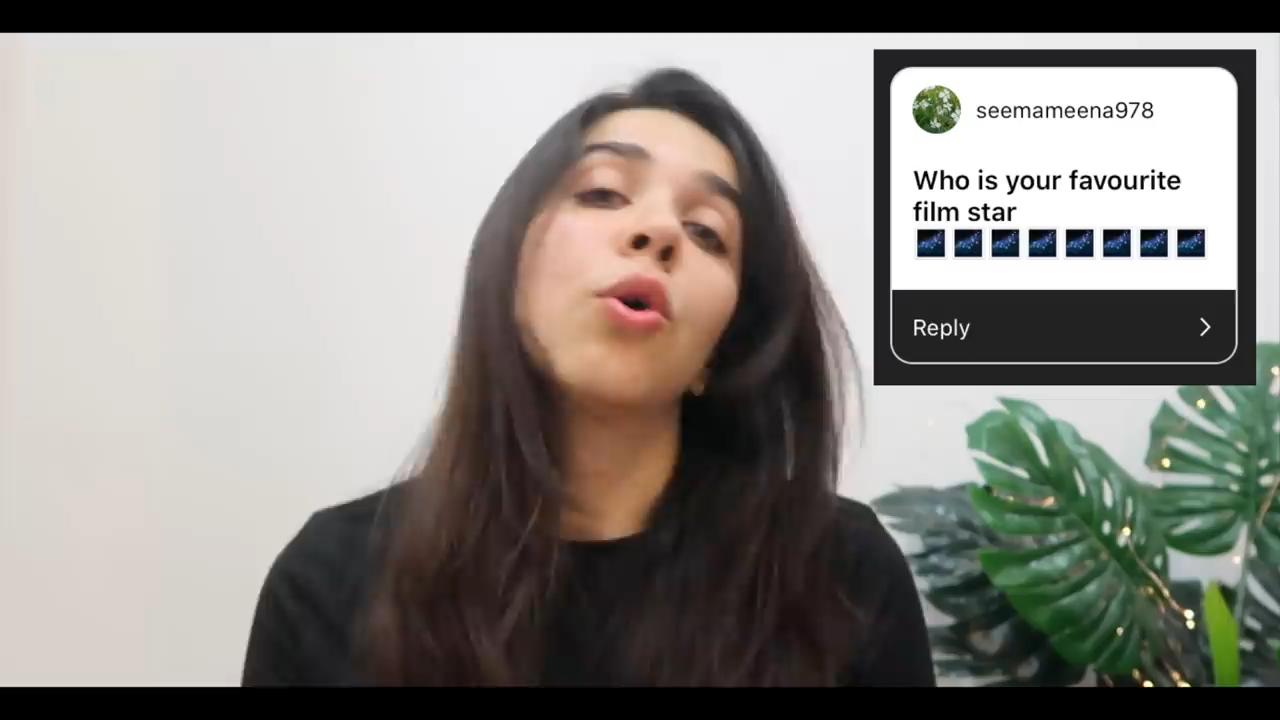 seemameena978
Who is your favourite
film star
🌌🌌🌌🌌🌌🌌🌌🌌
Reply